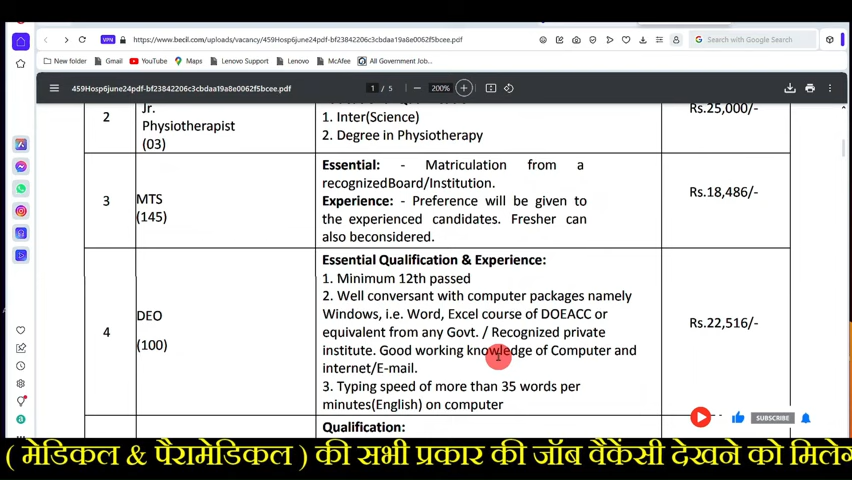 VPN https://www.becil.com/uploads/vacancy/459Hosp6june24pdf-bf23842206c3cbdaa19a8e0062f5bcee.pdf
Search with Google Search
New folder Gmail YouTube Maps Lenovo Support Lenovo McAfee All Government Job...
459Hosp6june24pdf-bf23842206c3cbdaa19a8e0062f5bcee.pdf 1 / 5 200%
2
Jr.
Physiotherapist
(03)
1. Inter(Science)
2. Degree in Physiotherapy
Rs.25,000/-
3
MTS
(145)
Essential: - Matriculation from a
recognizedBoard/Institution.
Experience: - Preference will be given to
the experienced candidates. Fresher can
also beconsidered.
Rs.18,486/-
4
DEO
(100)
Essential Qualification & Experience:
1. Minimum 12th passed
2. Well conversant with computer packages namely
Windows, i.e. Word, Excel course of DOEACC or
equivalent from any Govt. / Recognized private
institute. Good working knowledge of Computer and
internet/E-mail.
3. Typing speed of more than 35 words per
minutes(English) on computer
Rs.22,516/-
Qualification:
SUBSCRIBE
( मेडिकल & पैरामेडिकल ) की सभी प्रकार की जॉब वैकेंसी देखने को मिलेग